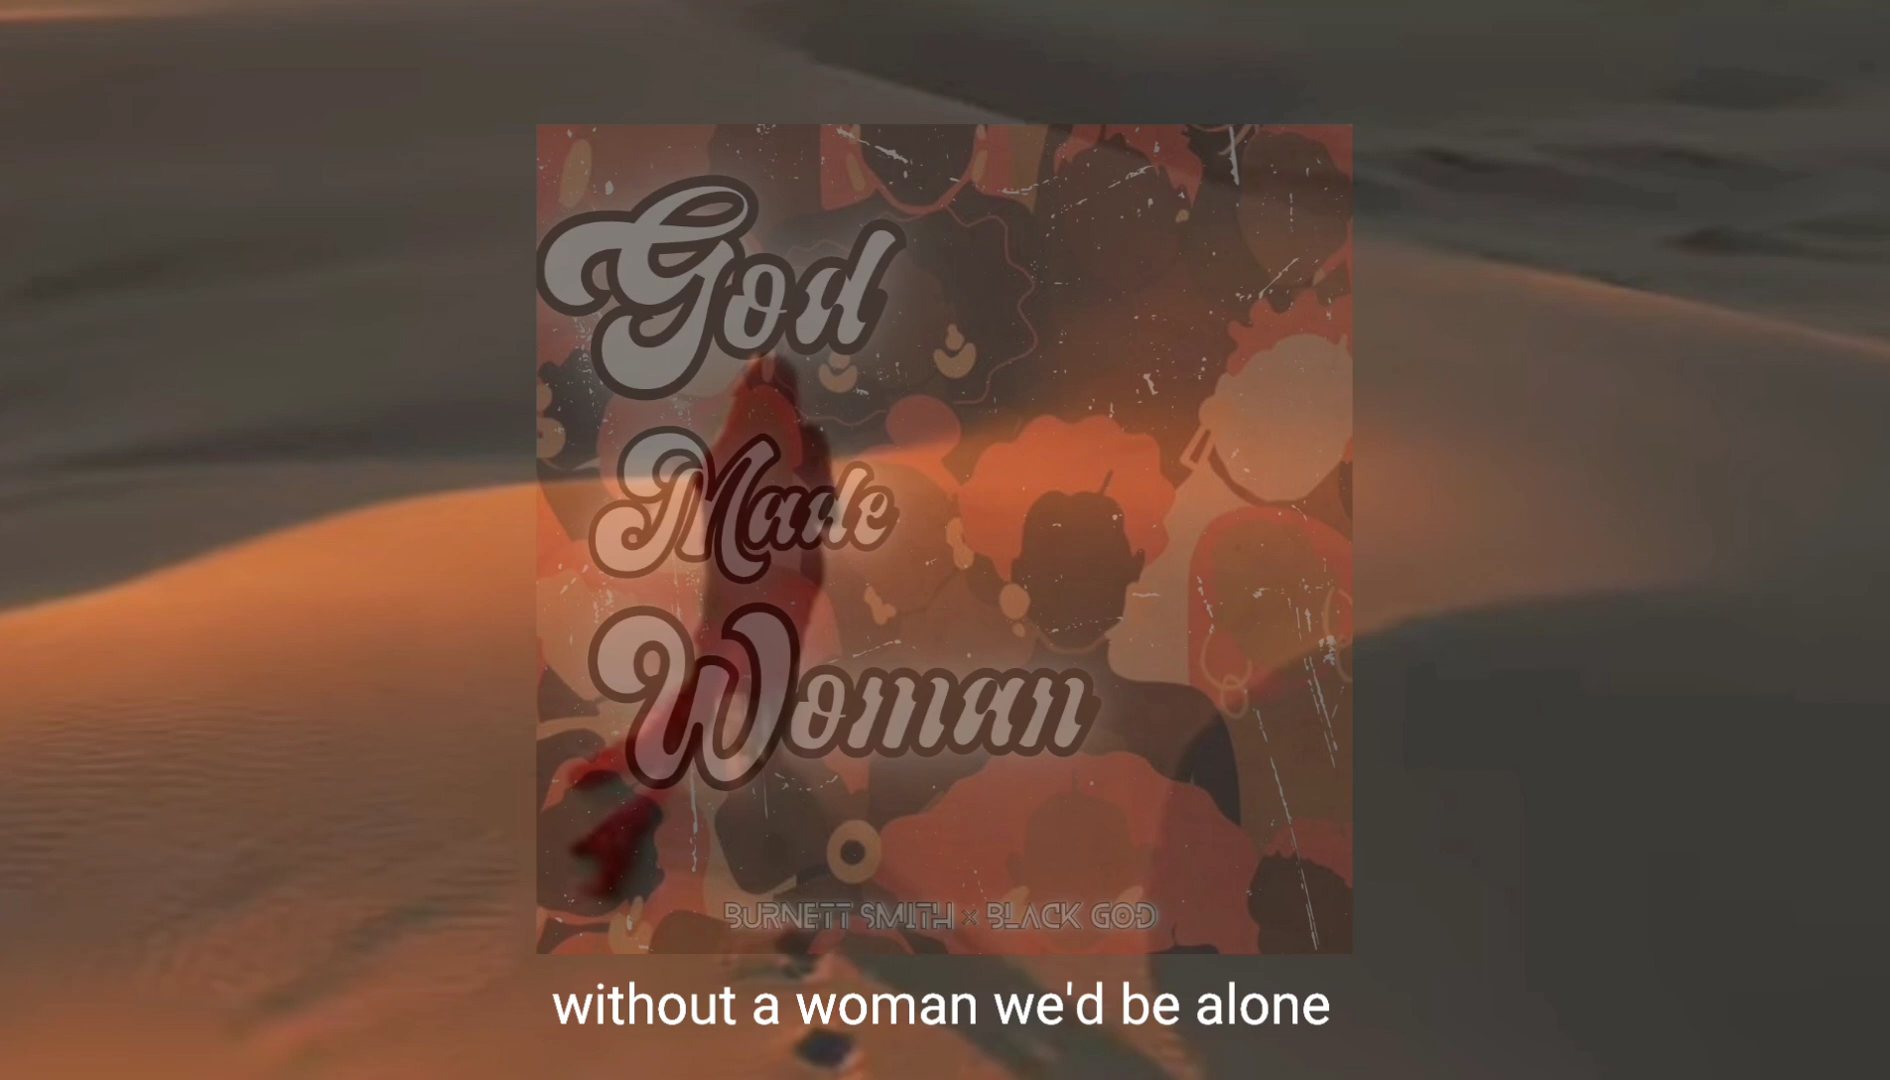 God
Made
Woman
BURNETT SMITH × BLACK GOD
without a woman we'd be alone